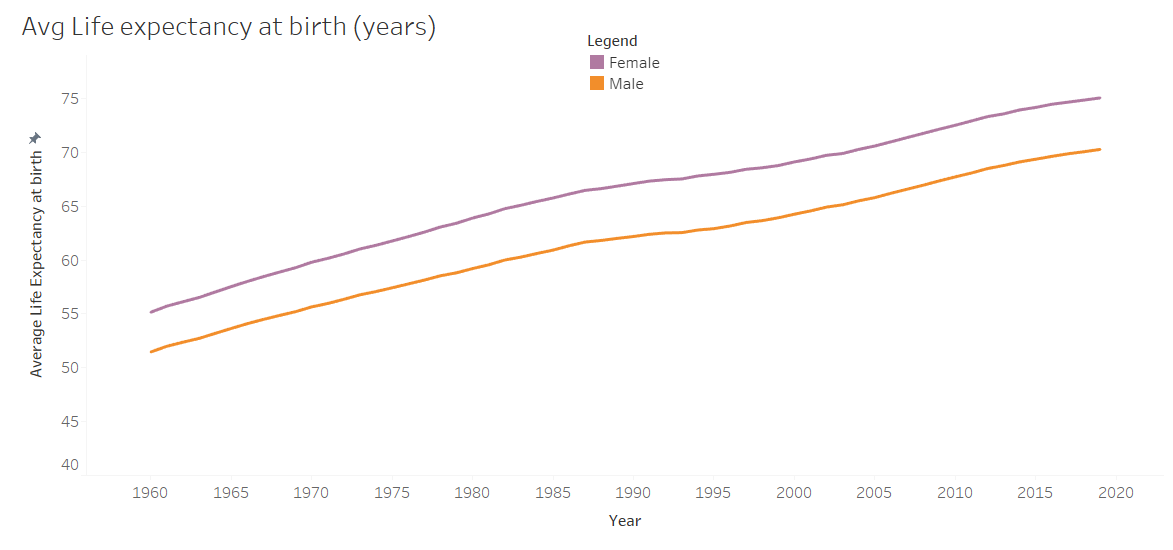 Avg Life expectancy at birth (years)
Legend
Female
Male
Average Life Expectancy at birth
75
70
65
60
55
50
45
40
1960 1965 1970 1975 1980 1985 1990 1995 2000 2005 2010 2015 2020
Year